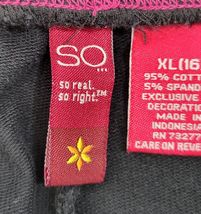 SO
...
so real.
so right.™
XL(16
95% COTT
5% SPAND
EXCLUSIVE
DECORATI
MADE IN
INDONESIA
RN 73277
CARE ON REVE